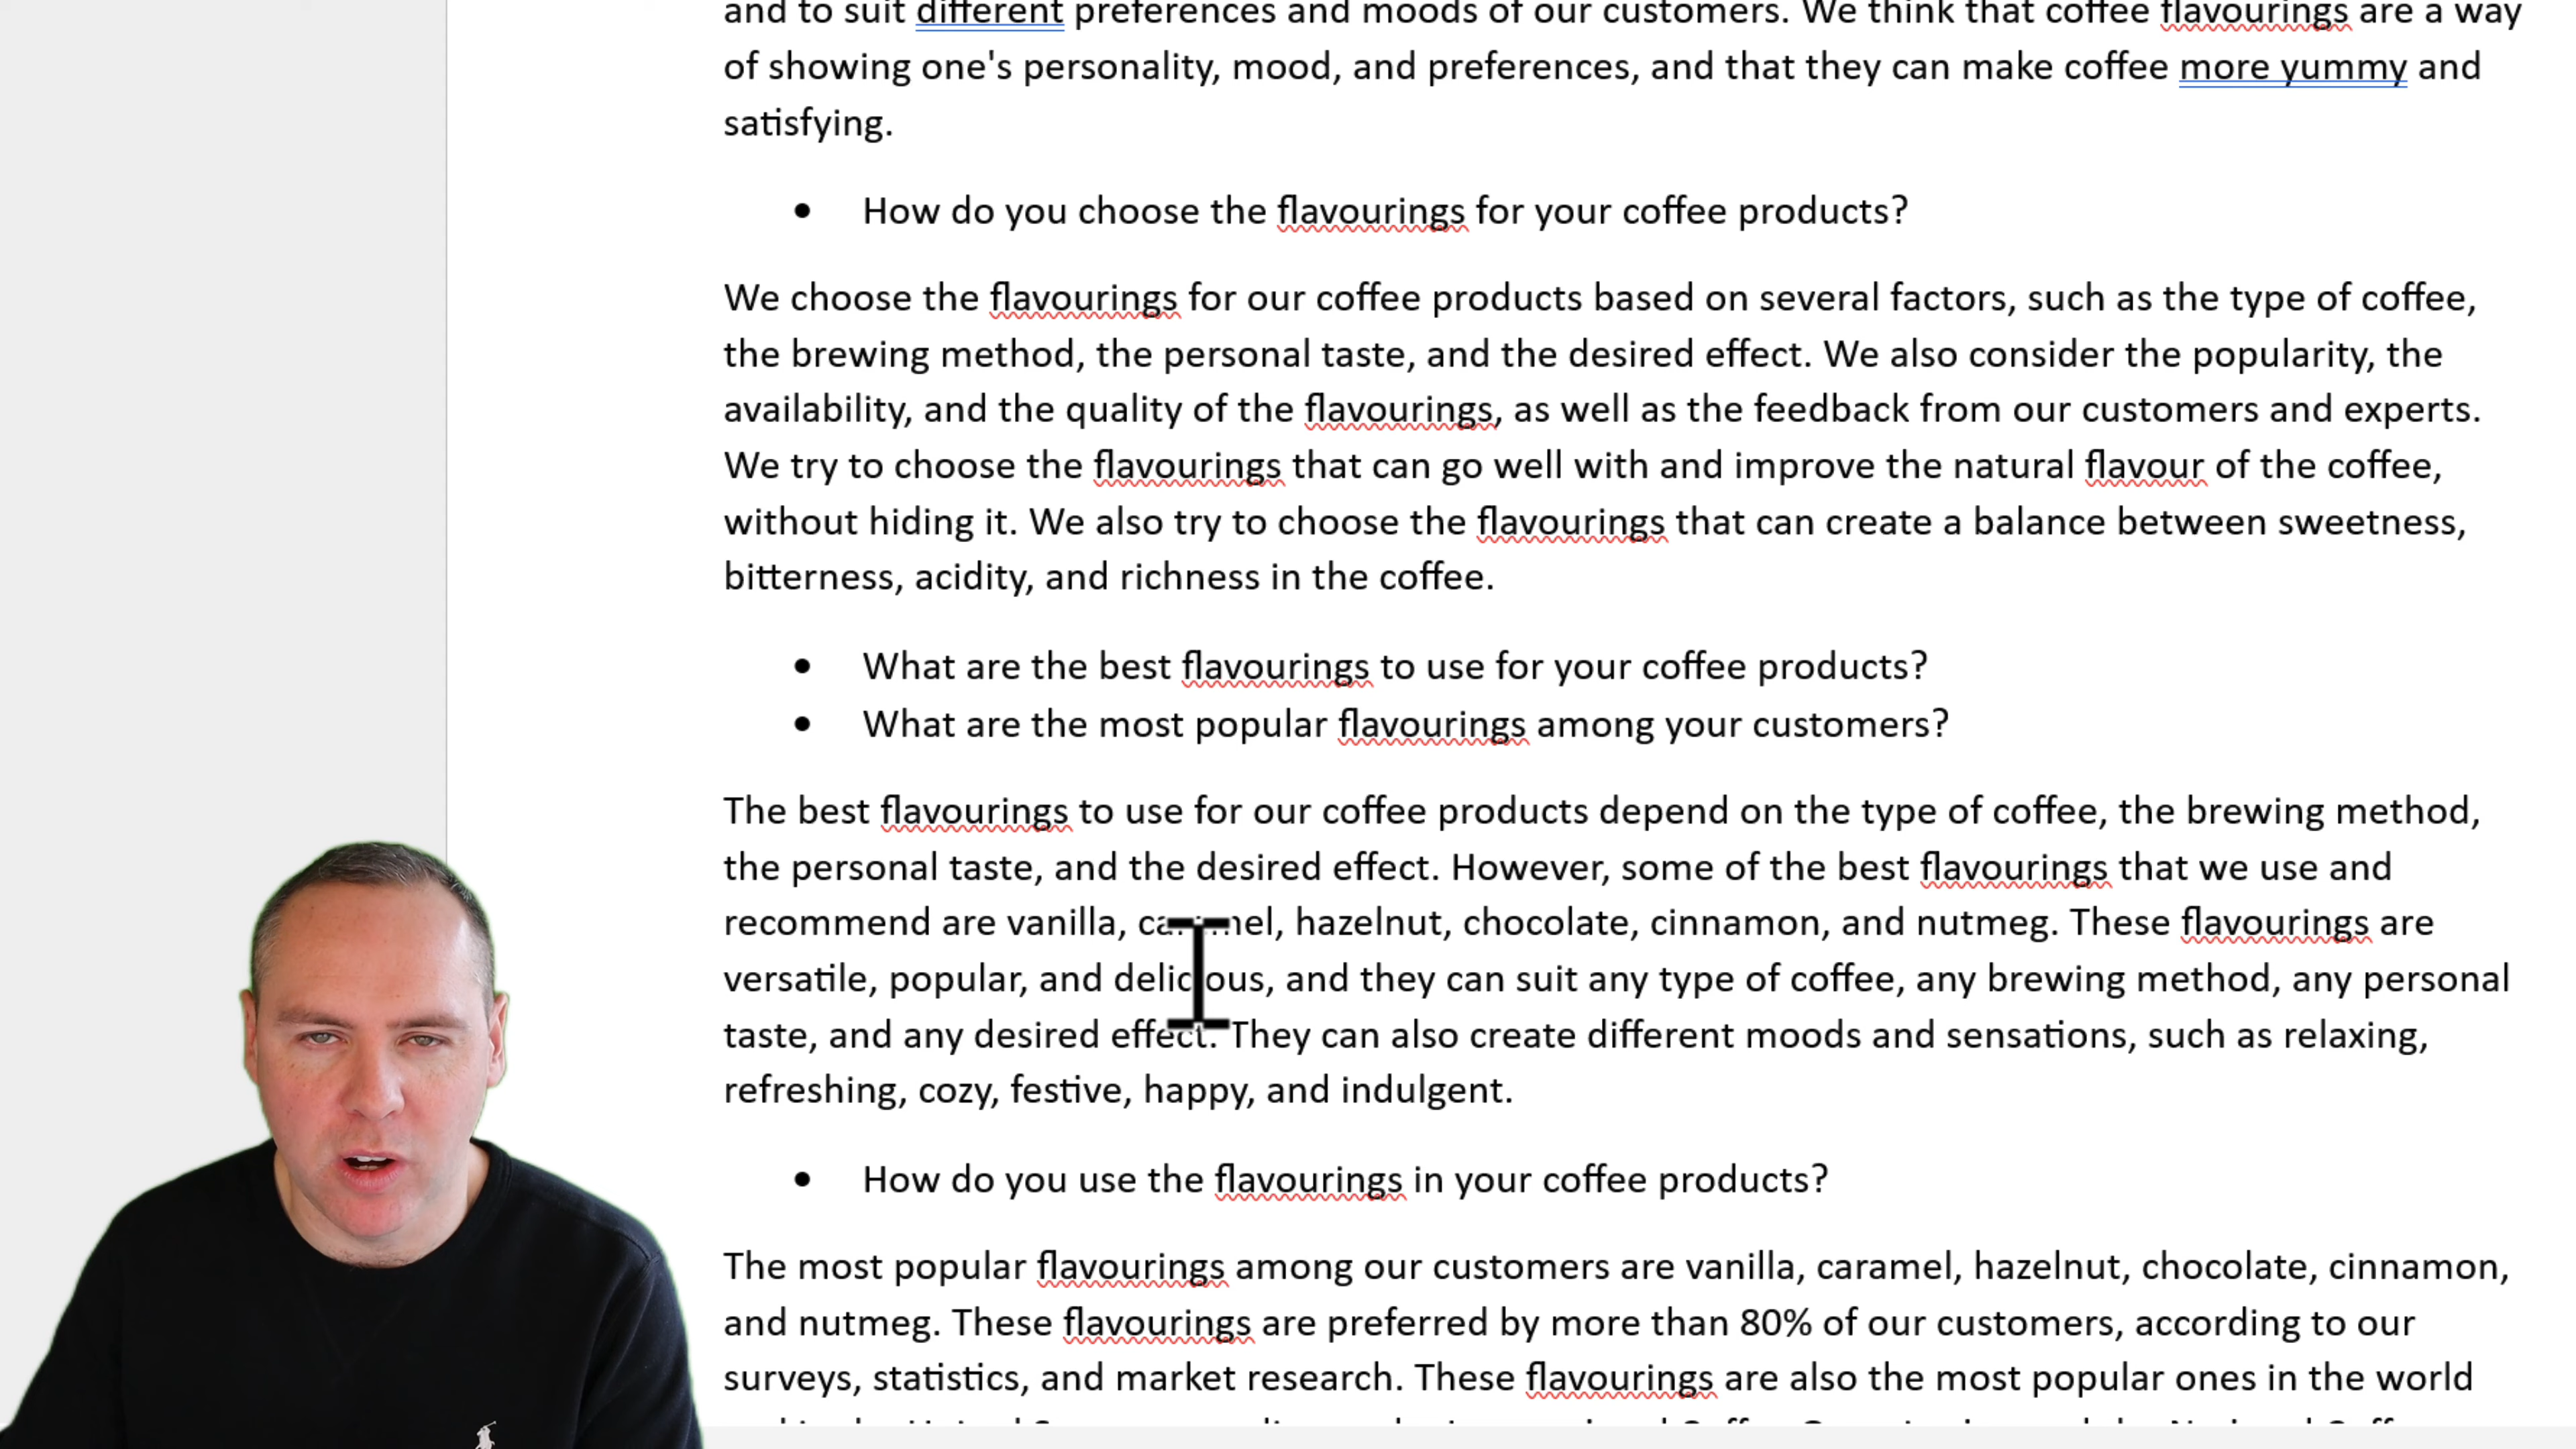 and to suit different preferences and moods of our customers. We think that coffee flavourings are a way
of showing one's personality, mood, and preferences, and that they can make coffee more yummy and
satisfying.
• How do you choose the flavourings for your coffee products?
We choose the flavourings for our coffee products based on several factors, such as the type of coffee,
the brewing method, the personal taste, and the desired effect. We also consider the popularity, the
availability, and the quality of the flavourings, as well as the feedback from our customers and experts.
We try to choose the flavourings that can go well with and improve the natural flavour of the coffee,
without hiding it. We also try to choose the flavourings that can create a balance between sweetness,
bitterness, acidity, and richness in the coffee.
• What are the best flavourings to use for your coffee products?
• What are the most popular flavourings among your customers?
The best flavourings to use for our coffee products depend on the type of coffee, the brewing method,
the personal taste, and the desired effect. However, some of the best flavourings that we use and
recommend are vanilla, caramel, hazelnut, chocolate, cinnamon, and nutmeg. These flavourings are
versatile, popular, and delicious, and they can suit any type of coffee, any brewing method, any personal
taste, and any desired effect. They can also create different moods and sensations, such as relaxing,
refreshing, cozy, festive, happy, and indulgent.
• How do you use the flavourings in your coffee products?
The most popular flavourings among our customers are vanilla, caramel, hazelnut, chocolate, cinnamon,
and nutmeg. These flavourings are preferred by more than 80% of our customers, according to our
surveys, statistics, and market research. These flavourings are also the most popular ones in the world